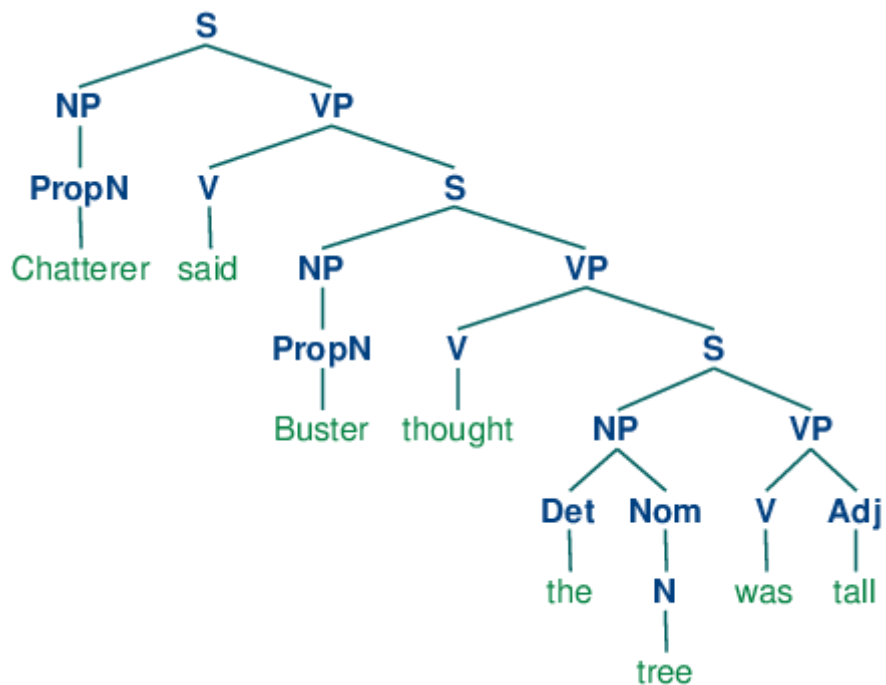 S
NP VP
PropN V S
Chatterer said NP VP
PropN V S
Buster thought NP VP
Det Nom V Adj
the N was tall
tree